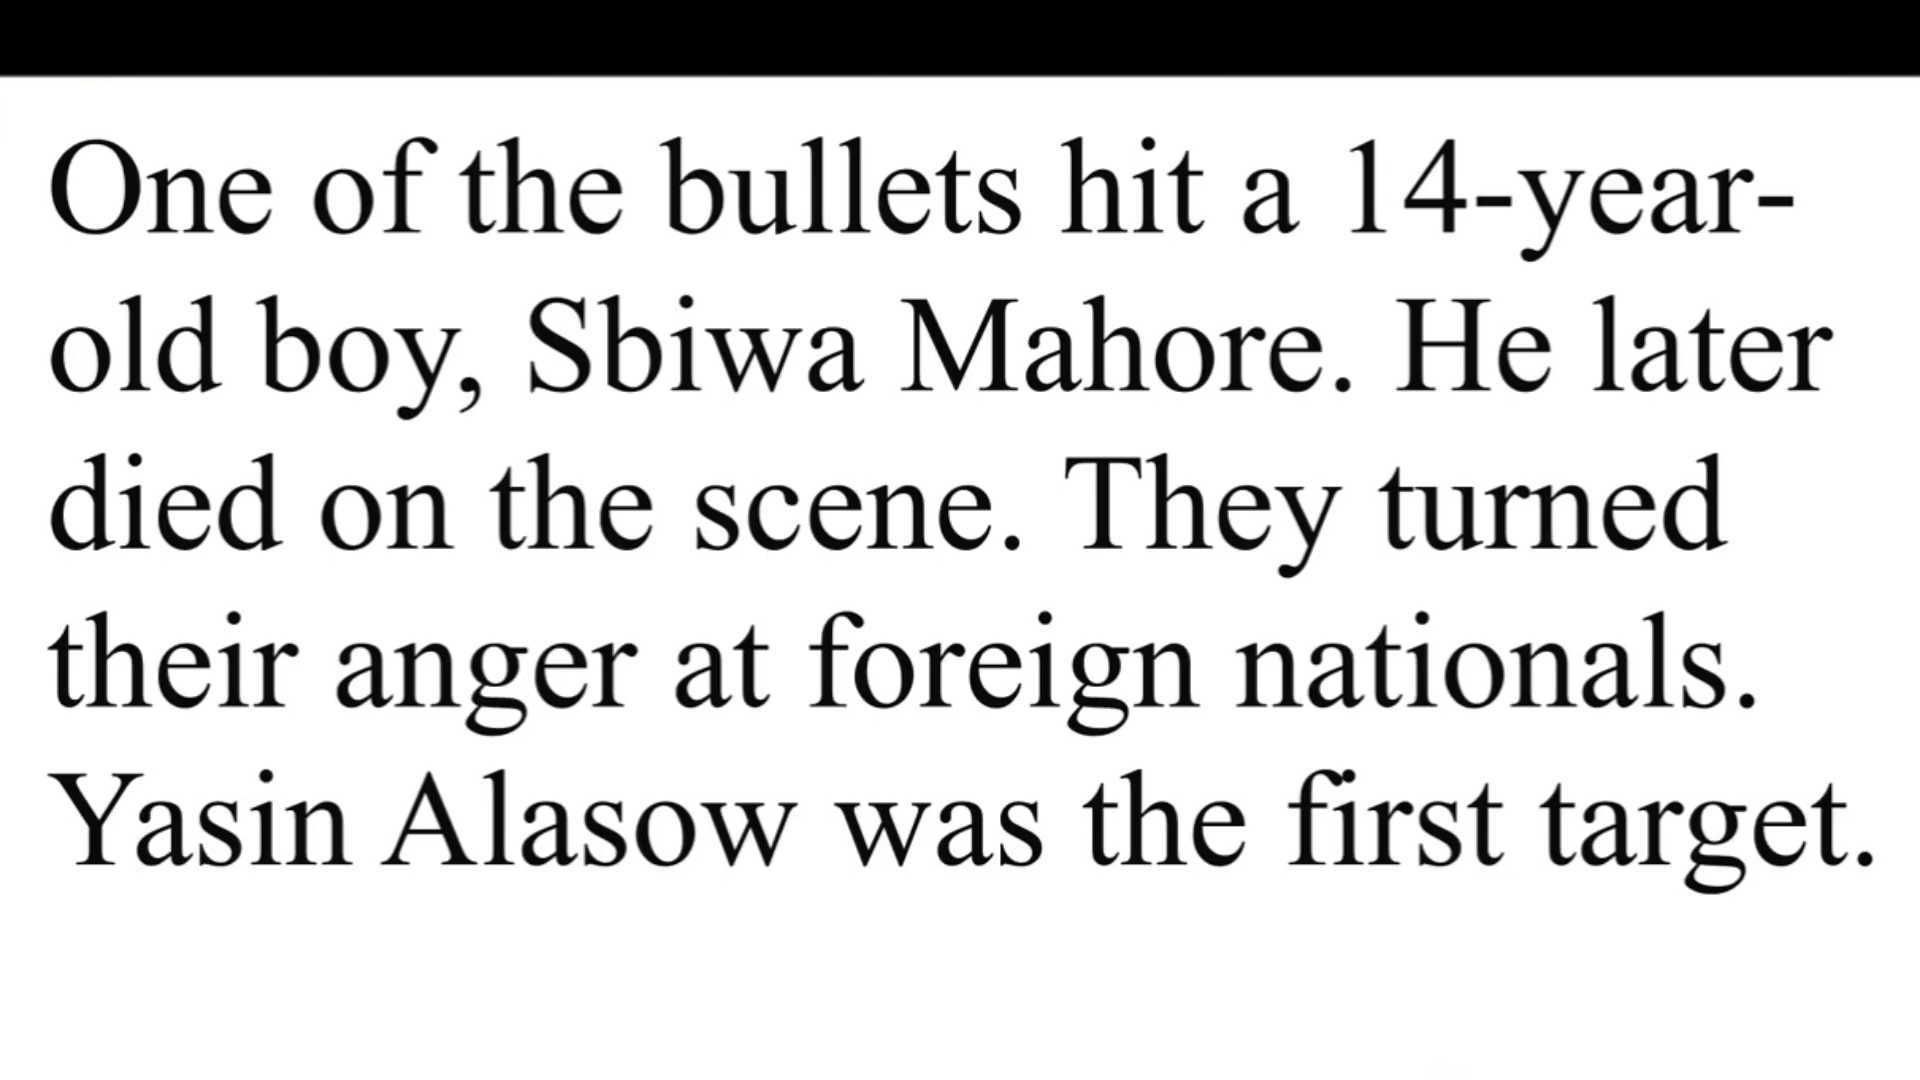 One of the bullets hit a 14-year-
old boy, Sbiwa Mahore. He later
died on the scene. They turned
their anger at foreign nationals.
Yasin Alasow was the first target.